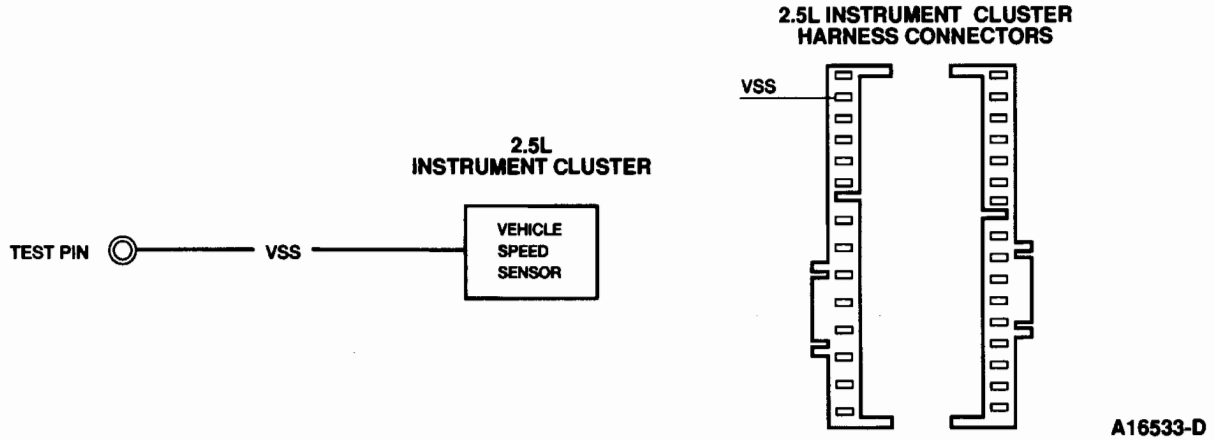 2.5L INSTRUMENT CLUSTER
HARNESS CONNECTORS
VSS
2.5L
INSTRUMENT CLUSTER
VEHICLE
SPEED
SENSOR
TEST PIN
VSS
A16533-D